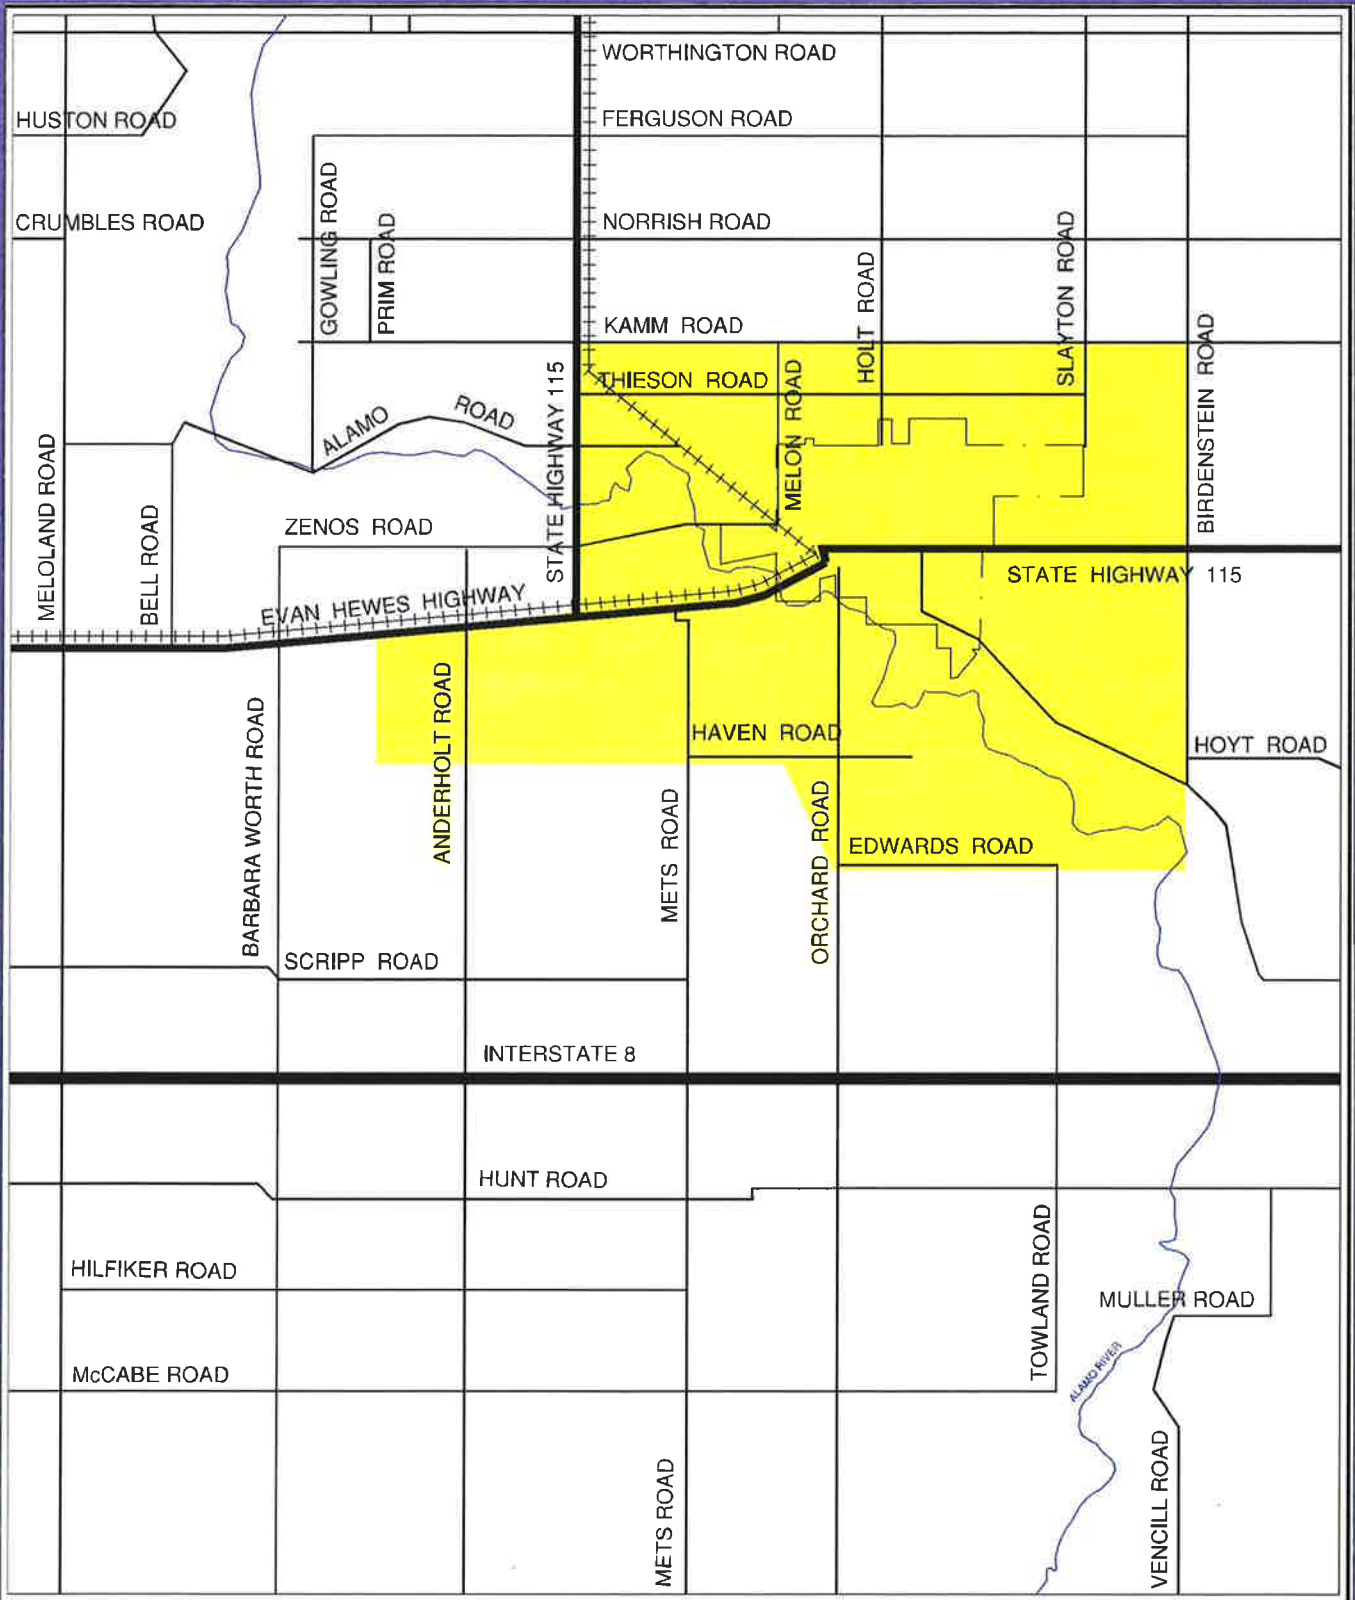 WORTHINGTON ROAD
HUSTON ROAD
FERGUSON ROAD
CRUMBLES ROAD
GOWLING ROAD
PRIM ROAD
NORRISH ROAD
HOLT ROAD
SLAYTON ROAD
KAMM ROAD
BIRDENSTEIN ROAD
THIESON ROAD
MELON ROAD
STATE HIGHWAY 115
ALAMO ROAD
MELOLAND ROAD
BELL ROAD
ZENOS ROAD
EVAN HEWES HIGHWAY
STATE HIGHWAY 115
BARBARA WORTH ROAD
ANDERHOLT ROAD
HAVEN ROAD
HOYT ROAD
METS ROAD
ORCHARD ROAD
EDWARDS ROAD
SCRIPP ROAD
INTERSTATE 8
HUNT ROAD
HILFIKER ROAD
TOWLAND ROAD
MULLER ROAD
McCABE ROAD
ALAMO RIVER
METS ROAD
VENCILL ROAD